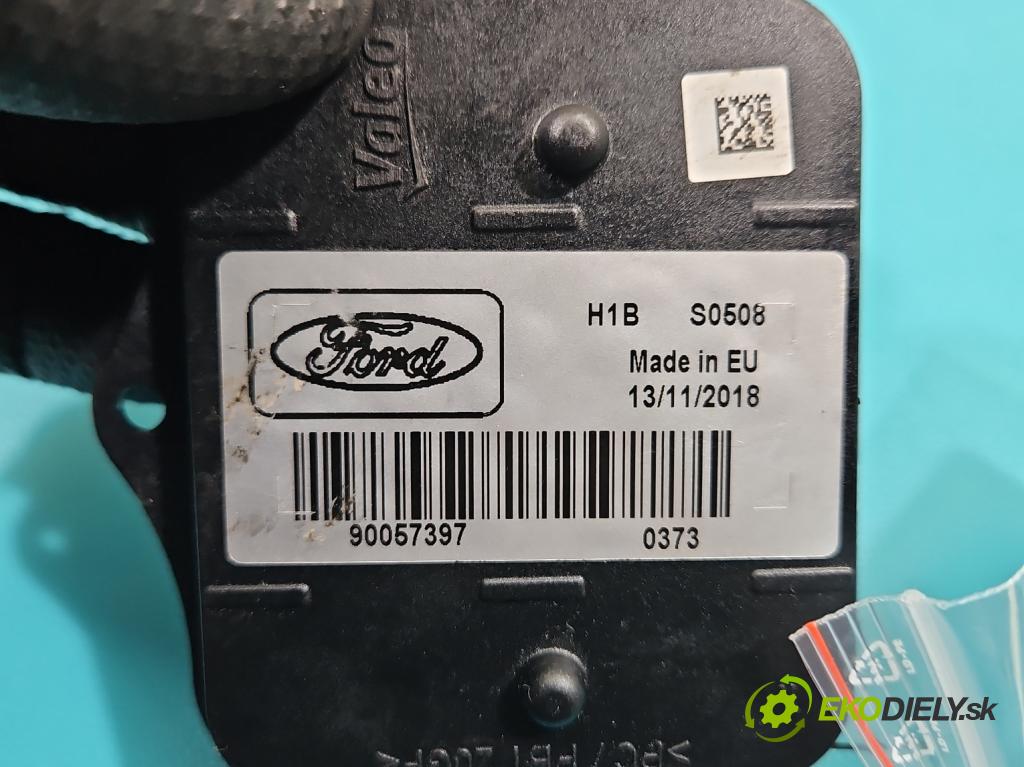 Valeo
Ford
H1B S0508
Made in EU
13/11/2018
90057397 0373
EKODIELY.sk